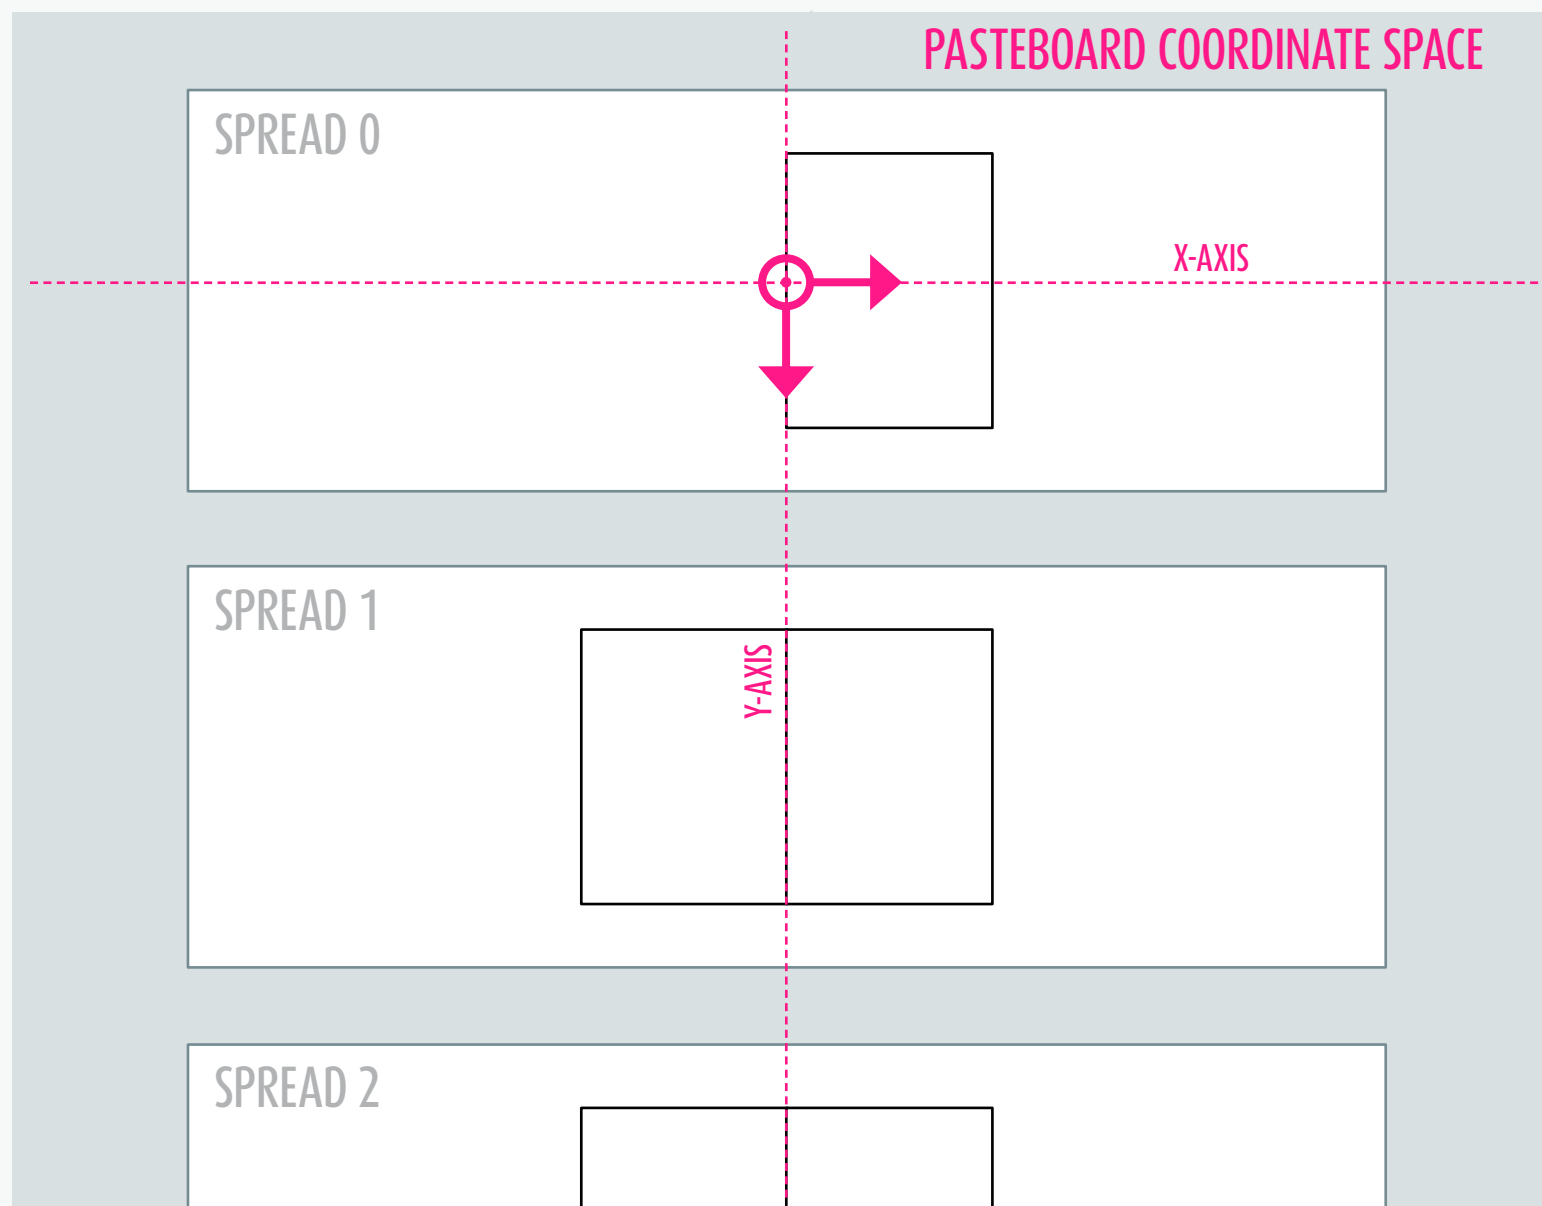 PASTEBOARD COORDINATE SPACE
SPREAD 0
X-AXIS
SPREAD 1
Y-AXIS
SPREAD 2